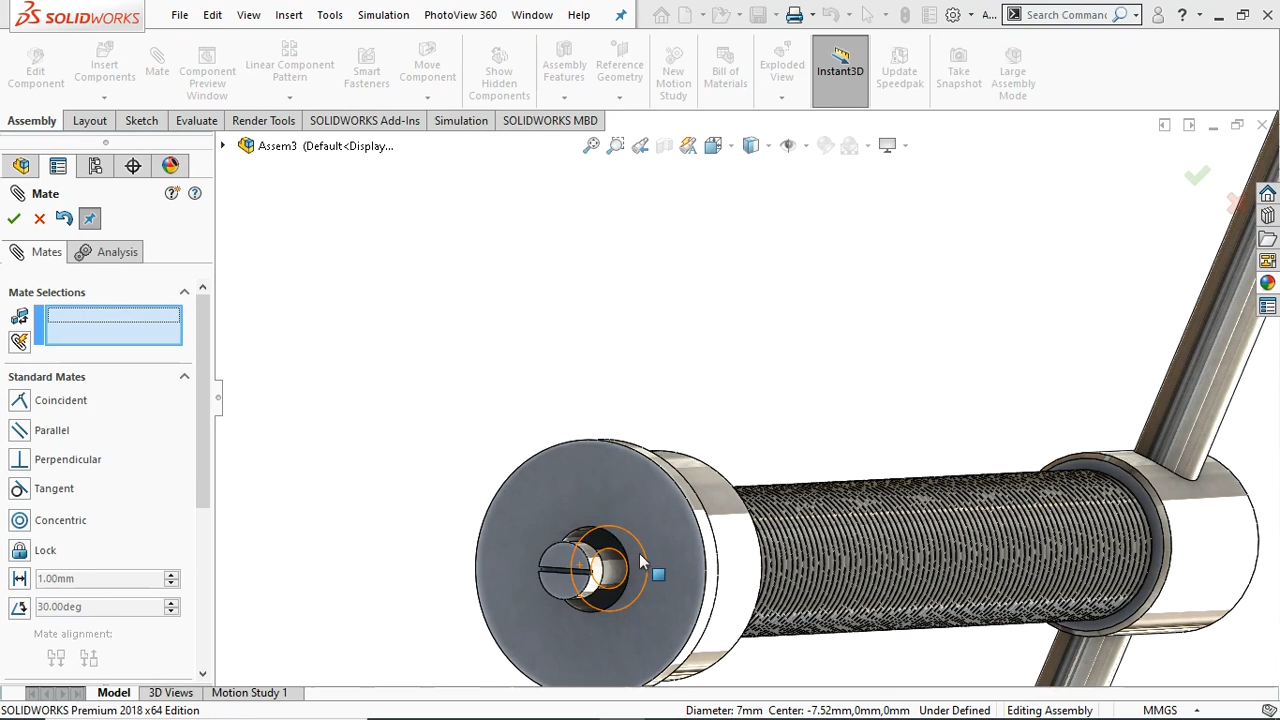 SOLIDWORKS File Edit View Insert Tools Simulation PhotoView 360 Window Help A... Search Commanc ?
Edit Component
Insert Components
Mate
Component Preview Window
Linear Component Pattern
Smart Fasteners
Move Component
Show Hidden Components
Assembly Features
Reference Geometry
New Motion Study
Bill of Materials
Exploded View
Instant3D
Update Speedpak
Take Snapshot
Large Assembly Mode
Assembly Layout Sketch Evaluate Render Tools SOLIDWORKS Add-Ins Simulation SOLIDWORKS MBD
Assem3 (Default<Display...
Mate
Mates Analysis
Mate Selections
Standard Mates
Coincident
Parallel
Perpendicular
Tangent
Concentric
Lock
1.00mm
30.00deg
Mate alignment:
Model 3D Views Motion Study 1
SOLIDWORKS Premium 2018 x64 Edition Diameter: 7mm Center: -7.52mm,0mm,0mm Under Defined Editing Assembly MMGS